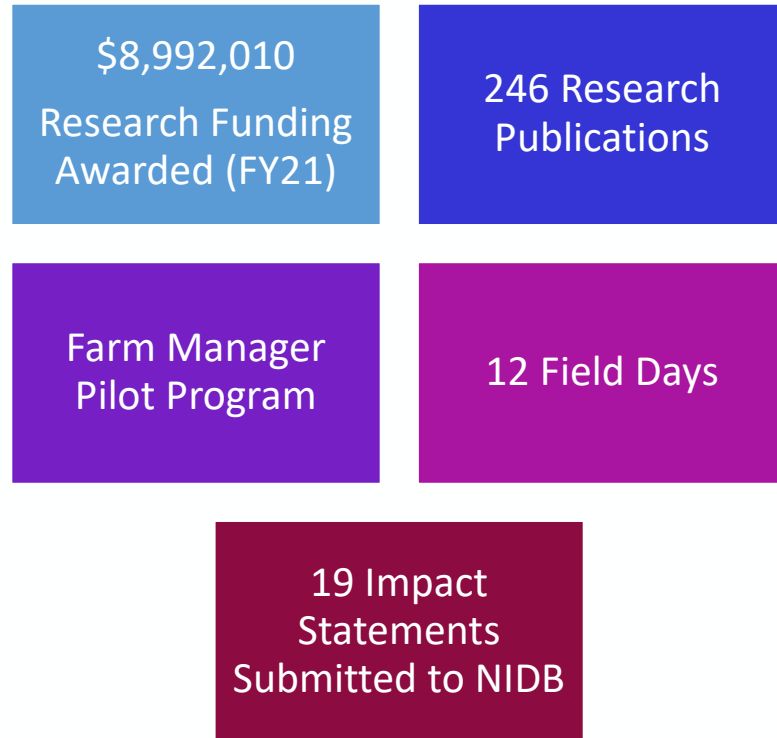 $8,992,010
Research Funding
Awarded (FY21)
246 Research
Publications
Farm Manager
Pilot Program
12 Field Days
19 Impact
Statements
Submitted to NIDB